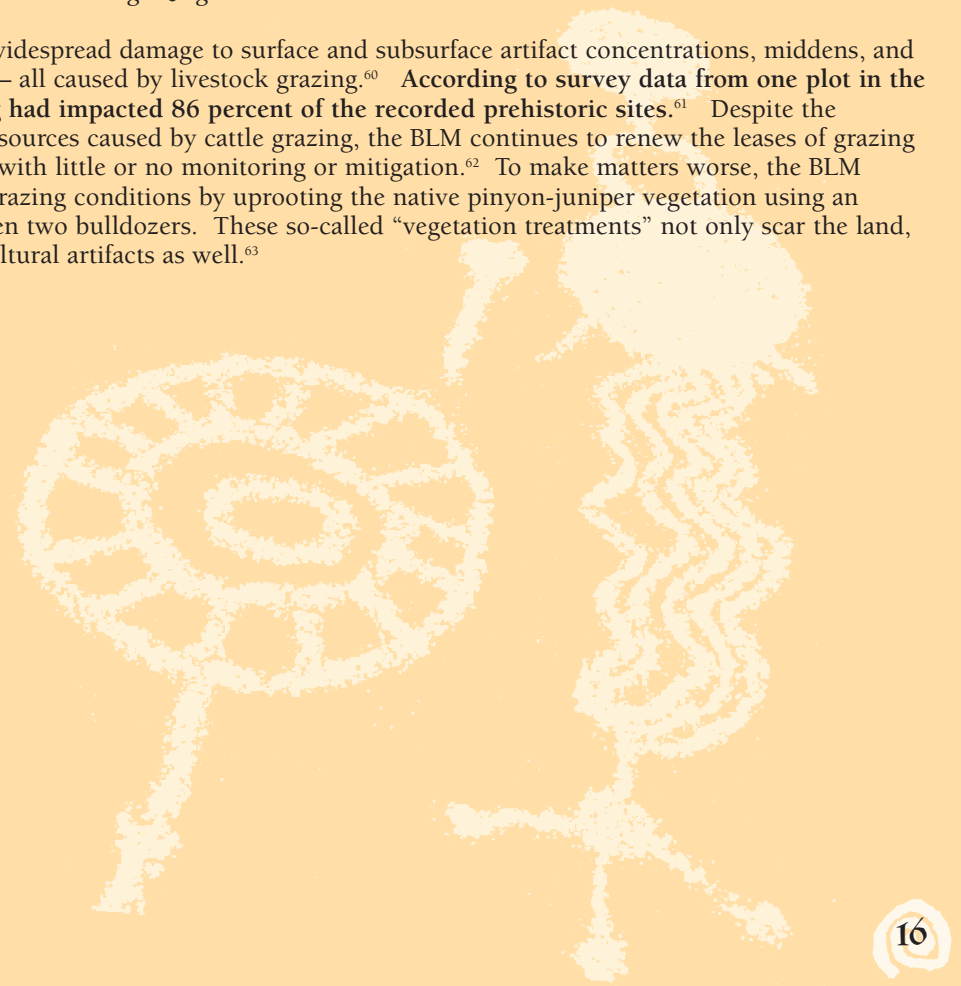 widespread damage to surface and subsurface artifact concentrations, middens, and
– all caused by livestock grazing.60 According to survey data from one plot in the
had impacted 86 percent of the recorded prehistoric sites.61 Despite the
sources caused by cattle grazing, the BLM continues to renew the leases of grazing
with little or no monitoring or mitigation.62 To make matters worse, the BLM
razing conditions by uprooting the native pinyon-juniper vegetation using an
en two bulldozers. These so-called “vegetation treatments” not only scar the land,
ltural artifacts as well.63
16